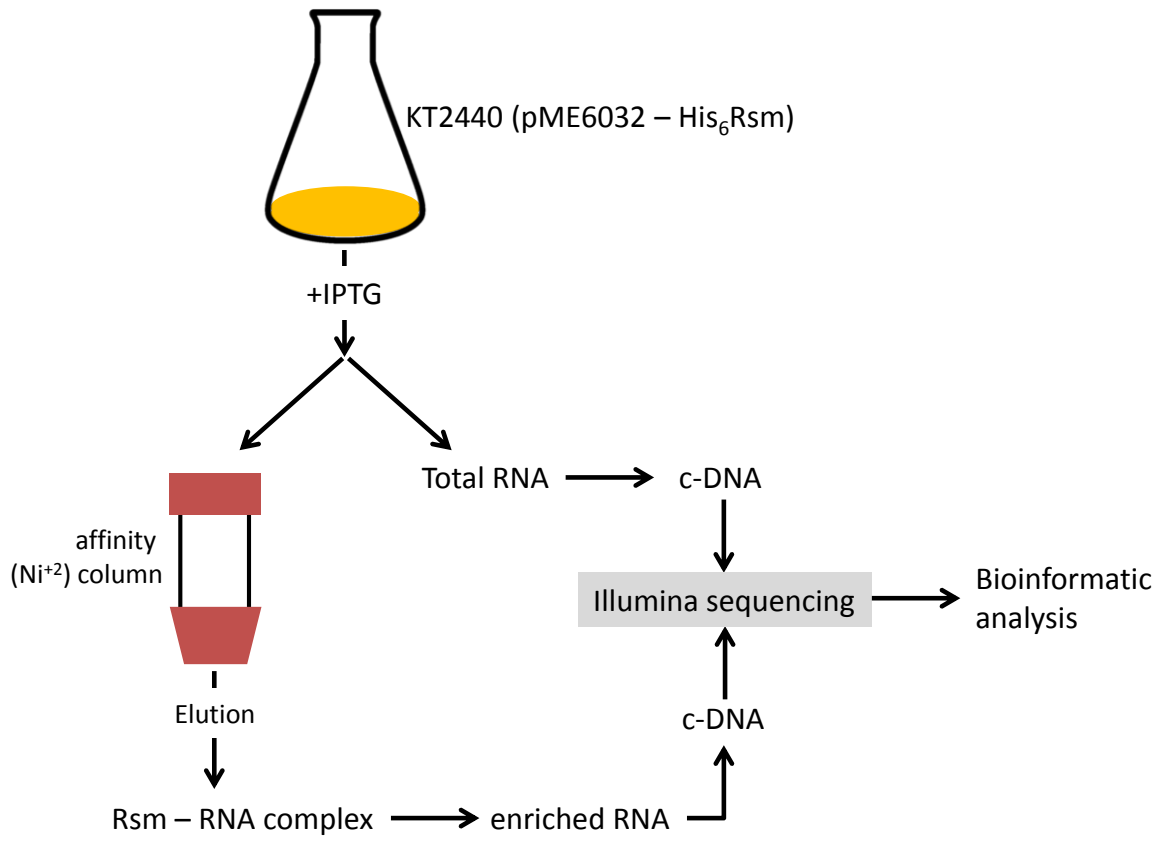 KT2440 (pME6032 – His₆Rsm)
+IPTG
Total RNA
c-DNA
affinity
(Ni⁺²) column
Illumina sequencing
Bioinformatic
analysis
Elution
c-DNA
Rsm – RNA complex
enriched RNA